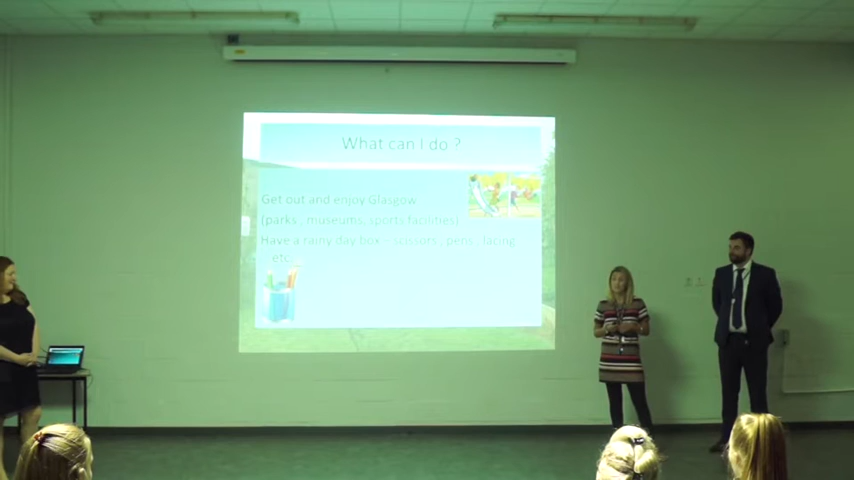 What can I do ?
Get out and enjoy Glasgow
(parks , museums, sports facilities)
Have a rainy day box – scissors , pens , facing,
etc